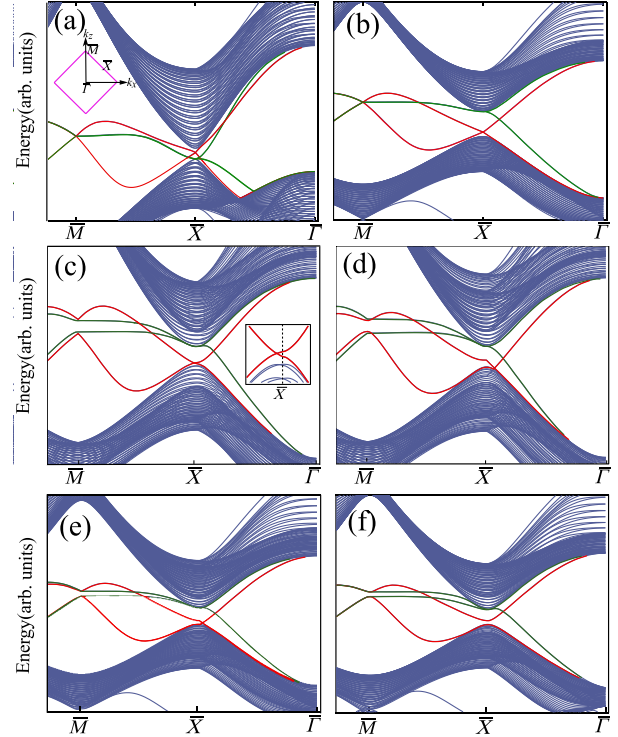 (a)
(b)
k_z
M̅
X̅
Γ̅
k_x
Energy(arb. units)
M̅ X̅ Γ̅
M̅ X̅ Γ̅
(c)
(d)
X̅
Energy(arb. units)
M̅ X̅ Γ̅
M̅ X̅ Γ̅
(e)
(f)
Energy(arb. units)
M̅ X̅ Γ̅
M̅ X̅ Γ̅